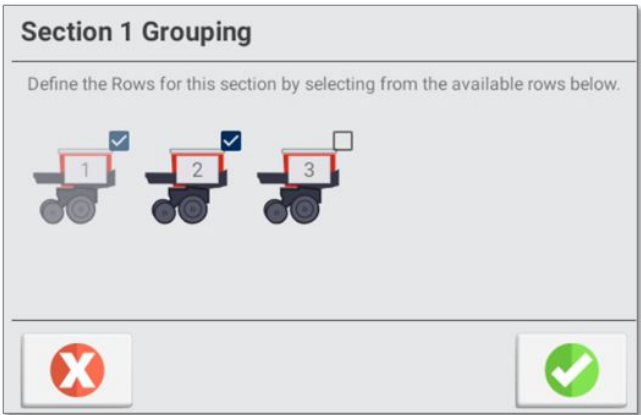 Section 1 Grouping
Define the Rows for this section by selecting from the available rows below.
1 2 3